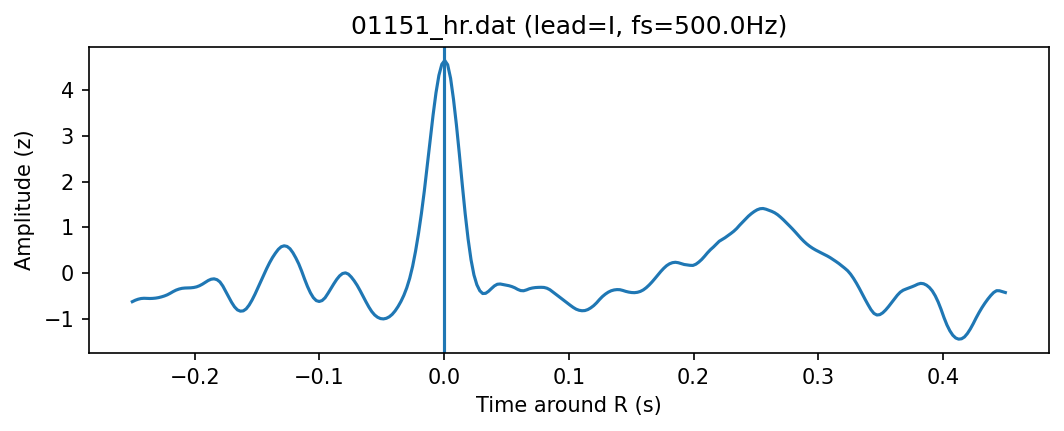 01151_hr.dat (lead=I, fs=500.0Hz)
Amplitude (z)
4
3
2
1
0
−1
−0.2 −0.1 0.0 0.1 0.2 0.3 0.4
Time around R (s)